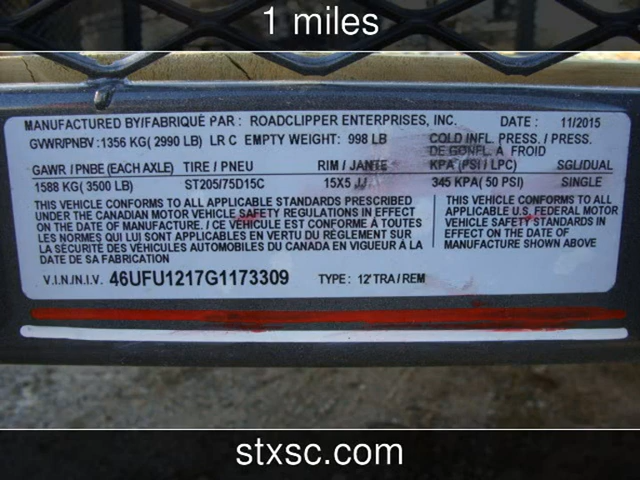 1 miles
MANUFACTURED BY/FABRIQUÉ PAR : ROADCLIPPER ENTERPRISES, INC. DATE : 11/2015
GVWR/PNBV : 1356 KG ( 2990 LB) LR C EMPTY WEIGHT: 998 LB COLD INFL. PRESS. / PRESS.
DE GONFL. À FROID
GAWR / PNBE (EACH AXLE) TIRE / PNEU RIM / JANTE KPA (PSI / LPC) SGL/DUAL
1588 KG ( 3500 LB) ST205/75D15C 15X5 JJ 345 KPA ( 50 PSI) SINGLE
THIS VEHICLE CONFORMS TO ALL APPLICABLE STANDARDS PRESCRIBED
UNDER THE CANADIAN MOTOR VEHICLE SAFETY REGULATIONS IN EFFECT
ON THE DATE OF MANUFACTURE / CE VÉHICULE EST CONFORME À TOUTES
LES NORMES QUI LUI SONT APPLICABLES EN VERTU DU RÈGLEMENT SUR LA
SÉCURITÉ DES VÉHICULES AUTOMOBILES DU CANADA EN VIGUEUR À LA
DATE DE SA FABRICATION
THIS VEHICLE CONFORMS TO ALL
APPLICABLE U.S. FEDERAL MOTOR
VEHICLE SAFETY STANDARDS IN
EFFECT ON THE DATE OF
MANUFACTURE SHOWN ABOVE
V.I.N./N.I.V. 46UFU1217G1173309 TYPE : 12' TRA / REM
stxsc.com